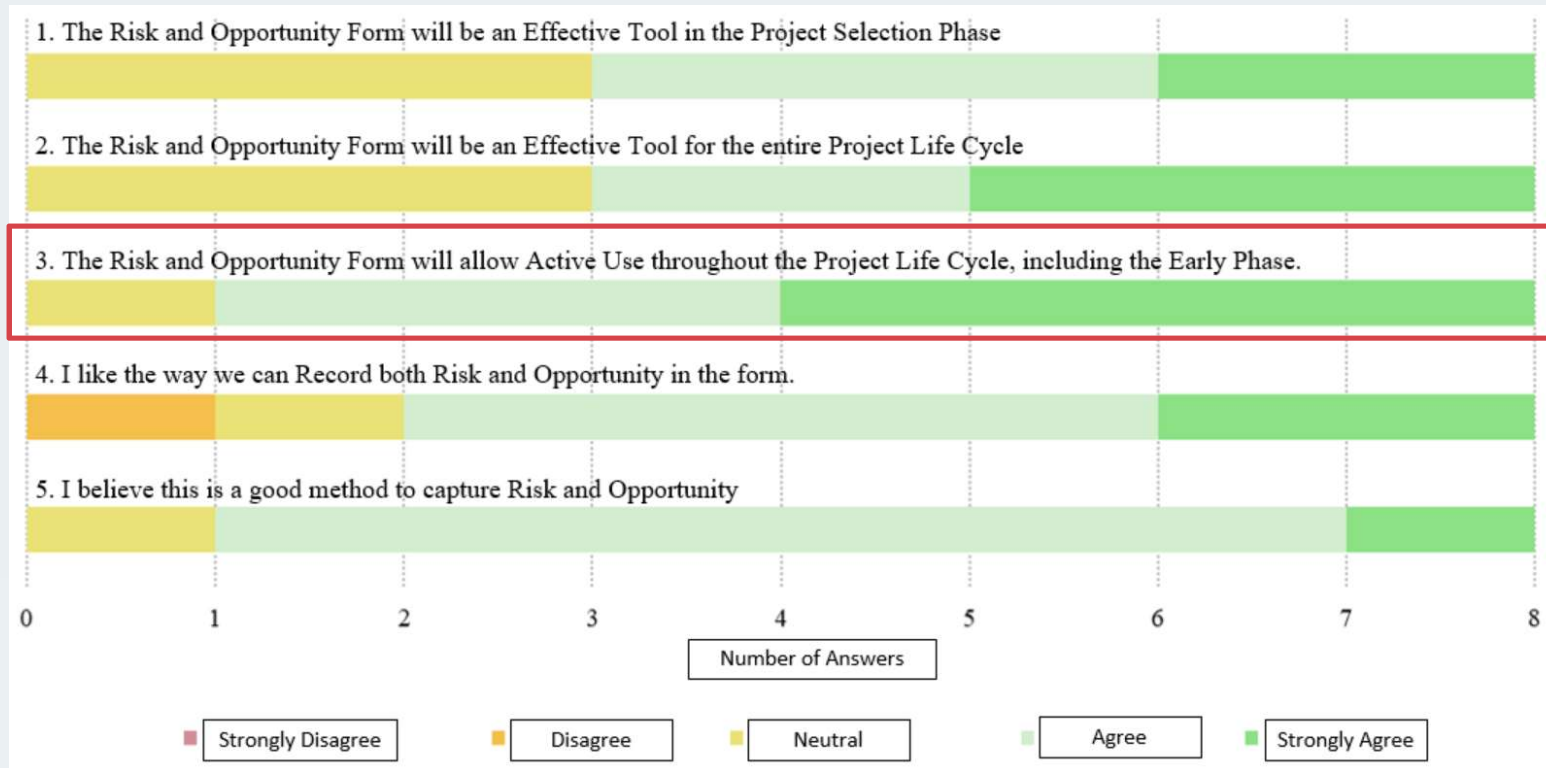 1. The Risk and Opportunity Form will be an Effective Tool in the Project Selection Phase
2. The Risk and Opportunity Form will be an Effective Tool for the entire Project Life Cycle
3. The Risk and Opportunity Form will allow Active Use throughout the Project Life Cycle, including the Early Phase.
4. I like the way we can Record both Risk and Opportunity in the form.
5. I believe this is a good method to capture Risk and Opportunity
0 1 2 3 4 5 6 7 8
Number of Answers
Strongly Disagree Disagree Neutral Agree Strongly Agree